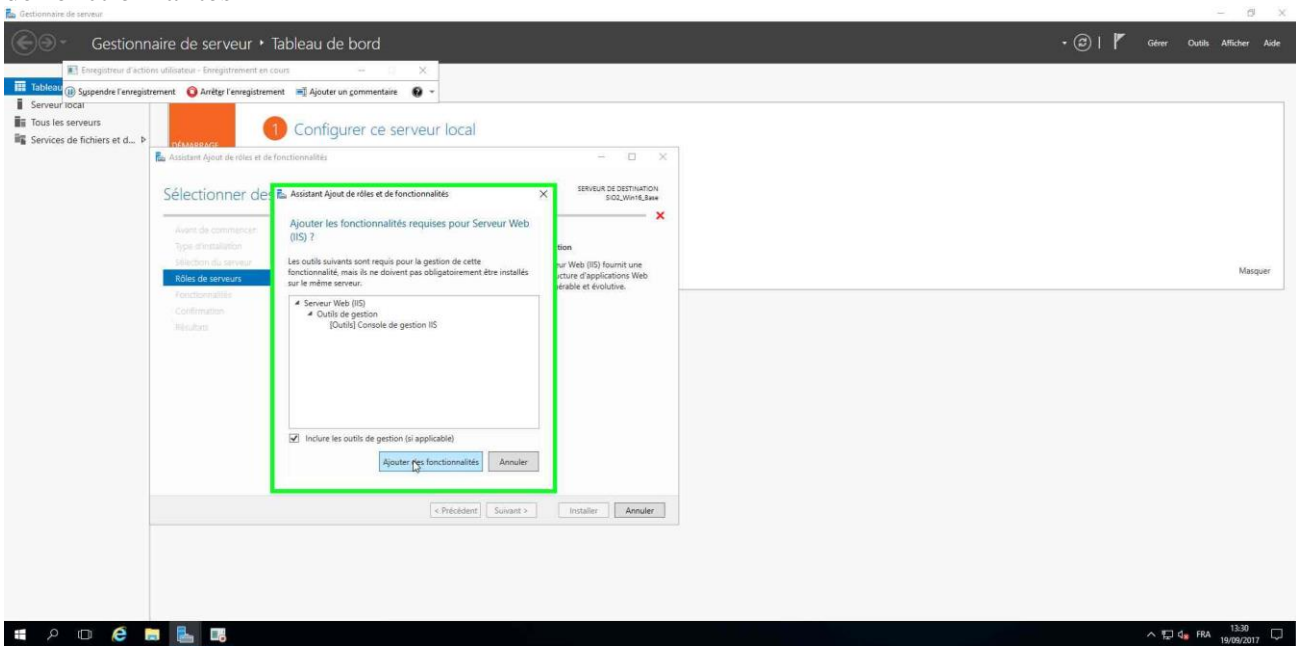 Gestionnaire de serveur
Gestionnaire de serveur • Tableau de bord
Gérer Outils Afficher Aide
Enregistreur d'actions utilisateur - Enregistrement en cours
Suspendre l'enregistrement Arrêter l'enregistrement Ajouter un commentaire
Tableau
Serveur local
Tous les serveurs
Services de fichiers et d...
1 Configurer ce serveur local
DÉMARRAGE
Assistant Ajout de rôles et de fonctionnalités
Sélectionner des
SERVEUR DE DESTINATION
SIO2_Win16_Base
Avant de commencer
Type d'installation
Sélection du serveur
Rôles de serveurs
Fonctionnalités
Confirmation
Résultats
Assistant Ajout de rôles et de fonctionnalités
Ajouter les fonctionnalités requises pour Serveur Web
(IIS) ?
Les outils suivants sont requis pour la gestion de cette
fonctionnalité, mais ils ne doivent pas obligatoirement être installés
sur le même serveur.
Serveur Web (IIS)
Outils de gestion
[Outils] Console de gestion IIS
Inclure les outils de gestion (si applicable)
Ajouter des fonctionnalités Annuler
tion
ur Web (IIS) fournit une
ucture d'applications Web
érable et évolutive.
Masquer
< Précédent Suivant > Installer Annuler
FRA
13:30
19/09/2017